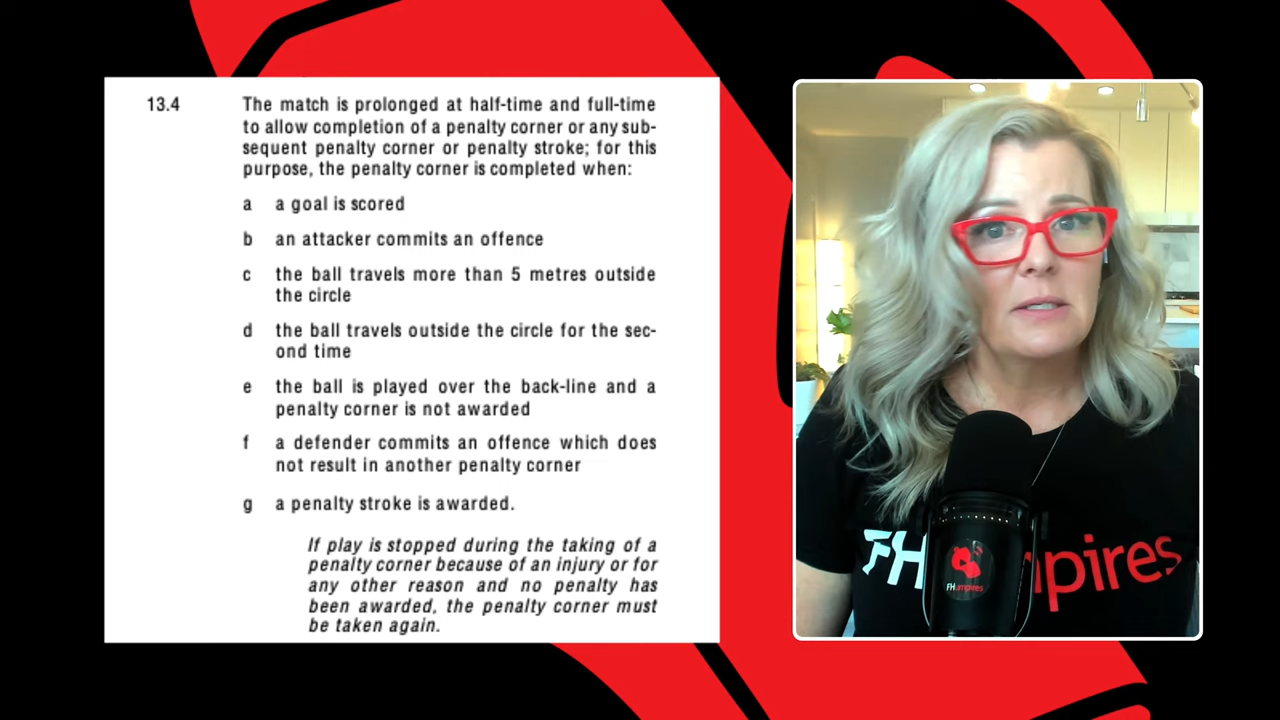 13.4 The match is prolonged at half-time and full-time
to allow completion of a penalty corner or any sub-
sequent penalty corner or penalty stroke; for this
purpose, the penalty corner is completed when:
a a goal is scored
b an attacker commits an offence
c the ball travels more than 5 metres outside
the circle
d the ball travels outside the circle for the sec-
ond time
e the ball is played over the back-line and a
penalty corner is not awarded
f a defender commits an offence which does
not result in another penalty corner
g a penalty stroke is awarded.
If play is stopped during the taking of a
penalty corner because of an injury or for
any other reason and no penalty has
been awarded, the penalty corner must
be taken again.
FH mpires
FHumpires